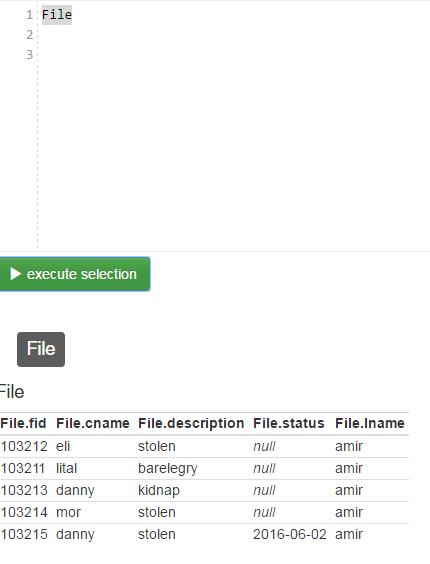 1 File
2
3
execute selection
File
File
File.fid File.cname File.description File.status File.lname
103212 eli stolen null amir
103211 lital barelegry null amir
103213 danny kidnap null amir
103214 mor stolen null amir
103215 danny stolen 2016-06-02 amir